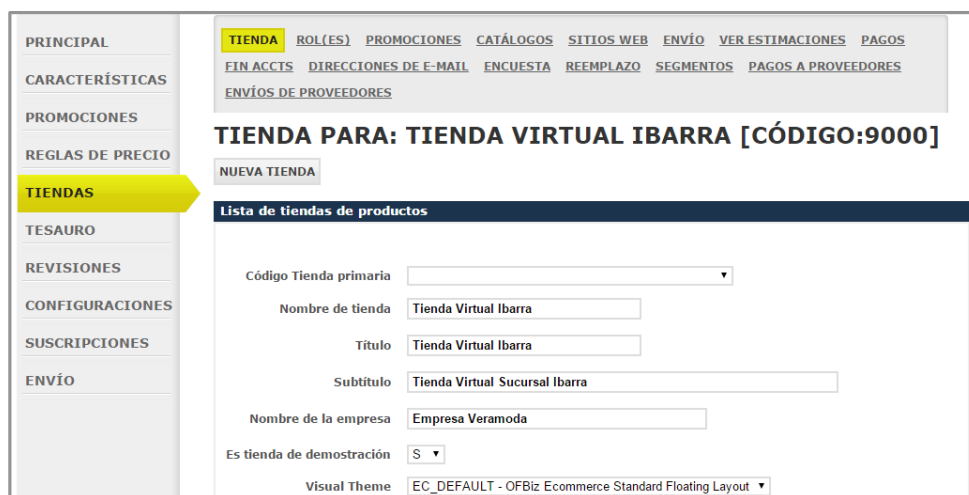 PRINCIPAL
CARACTERÍSTICAS
PROMOCIONES
REGLAS DE PRECIO
TIENDAS
TESAURO
REVISIONES
CONFIGURACIONES
SUSCRIPCIONES
ENVÍO
TIENDA ROL(ES) PROMOCIONES CATÁLOGOS SITIOS WEB ENVÍO VER ESTIMACIONES PAGOS
FIN ACCTS DIRECCIONES DE E-MAIL ENCUESTA REEMPLAZO SEGMENTOS PAGOS A PROVEEDORES
ENVÍOS DE PROVEEDORES
TIENDA PARA: TIENDA VIRTUAL IBARRA [CÓDIGO:9000]
NUEVA TIENDA
Lista de tiendas de productos
Código Tienda primaria
Nombre de tienda Tienda Virtual Ibarra
Título Tienda Virtual Ibarra
Subtítulo Tienda Virtual Sucursal Ibarra
Nombre de la empresa Empresa Veramoda
Es tienda de demostración S
Visual Theme EC_DEFAULT - OFBiz Ecommerce Standard Floating Layout